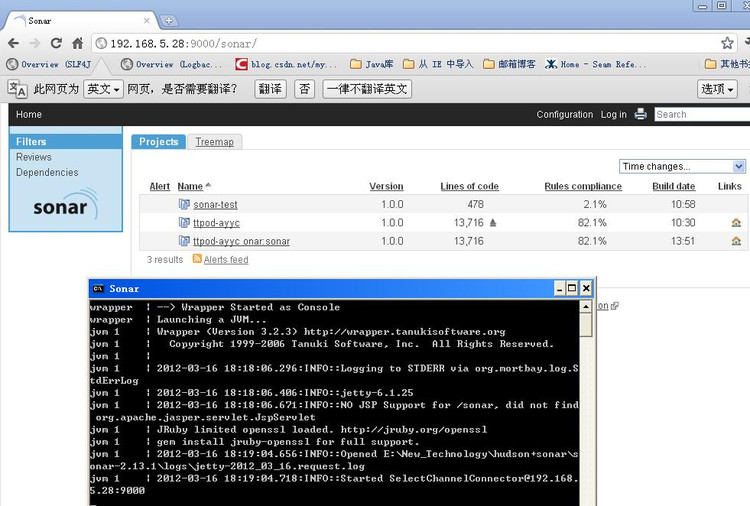 Sonar
192.168.5.28:9000/sonar/
Overview (SLF4J
Overview (Logbac...
blog.csdn.net/my...
Java库
从 IE 中导入
邮箱博客
Home - Seam Refe...
其他书
此网页为 英文 网页，是否需要翻译？ 翻译 否 一律不翻译英文 选项
Home Configuration Log in Search
Filters
Reviews
Dependencies
sonar
Projects Treemap
Time changes...
Alert Name Version Lines of code Rules compliance Build date Links
sonar-test 1.0.0 478 2.1% 10:58
ttpod-ayyc 1.0.0 13,716 82.1% 10:30
ttpod-ayyc onar:sonar 1.0.0 13,716 82.1% 13:51
3 results Alerts feed
on
Sonar
wrapper | --> Wrapper Started as Console
wrapper | Launching a JVM...
jvm 1 | Wrapper (Version 3.2.3) http://wrapper.tanukisoftware.org
jvm 1 | Copyright 1999-2006 Tanuki Software, Inc. All Rights Reserved.
jvm 1 |
jvm 1 | 2012-03-16 18:18:06.296:INFO::Logging to STDERR via org.mortbay.log.S
tdErrLog
jvm 1 | 2012-03-16 18:18:06.406:INFO::jetty-6.1.25
jvm 1 | 2012-03-16 18:18:06.671:INFO::NO JSP Support for /sonar, did not find
org.apache.jasper.servlet.JspServlet
jvm 1 | JRuby limited openssl loaded. http://jruby.org/openssl
jvm 1 | gem install jruby-openssl for full support.
jvm 1 | 2012-03-16 18:19:04.656:INFO::Opened E:\New_Technology\hudson+sonar\s
onar-2.13.1\logs\jetty-2012_03_16.request.log
jvm 1 | 2012-03-16 18:19:04.718:INFO::Started SelectChannelConnector@192.168.
5.28:9000